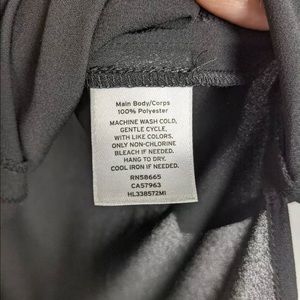 Main Body/Corps
100% Polyester
MACHINE WASH COLD,
GENTLE CYCLE,
WITH LIKE COLORS,
ONLY NON-CHLORINE
BLEACH IF NEEDED.
HANG TO DRY.
COOL IRON IF NEEDED.
RN58665
CA57963
HL338572MI